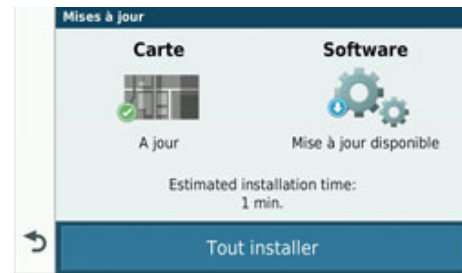 Mises à jour
Carte
Software
A jour
Mise à jour disponible
Estimated installation time:
1 min.
Tout installer